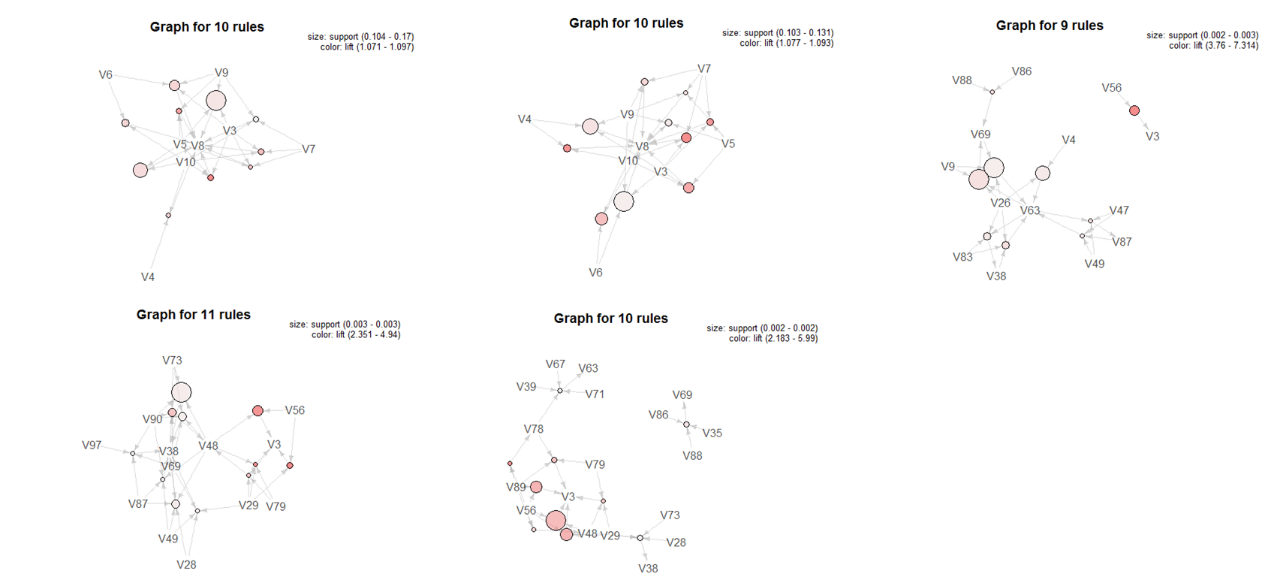 Graph for 10 rules
size: support (0.104 - 0.17)
color: lift (1.071 - 1.097)
V6
V9
V3
V5
V8
V10
V7
V4
Graph for 10 rules
size: support (0.103 - 0.131)
color: lift (1.077 - 1.093)
V7
V4
V9
V8
V5
V10
V3
V6
Graph for 9 rules
size: support (0.002 - 0.003)
color: lift (3.76 - 7.314)
V86
V88
V56
V69
V3
V4
V9
V26
V63
V47
V87
V83
V49
V38
Graph for 11 rules
size: support (0.003 - 0.003)
color: lift (2.351 - 4.94)
V73
V56
V90
V97
V38
V48
V3
V69
V87
V29
V79
V49
V28
Graph for 10 rules
size: support (0.002 - 0.002)
color: lift (2.183 - 5.99)
V67
V63
V39
V71
V69
V86
V78
V35
V88
V79
V89
V3
V56
V48
V29
V73
V28
V38